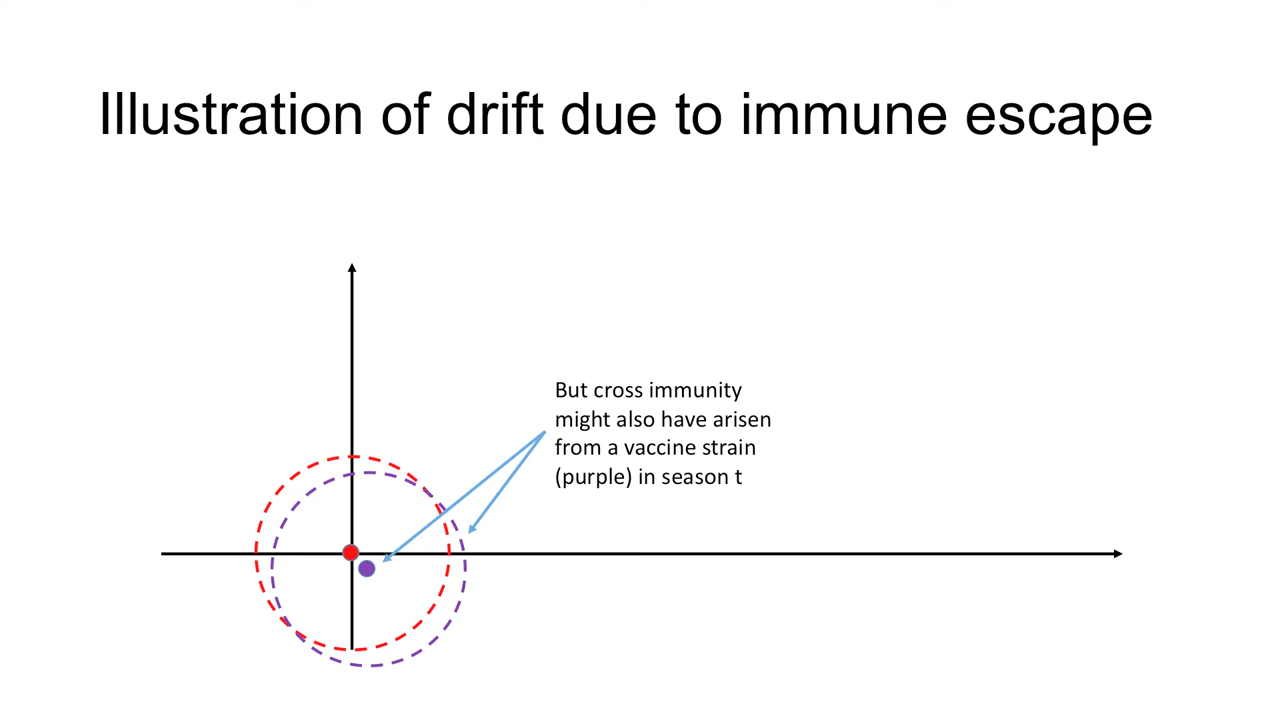 Illustration of drift due to immune escape
But cross immunity
might also have arisen
from a vaccine strain
(purple) in season t